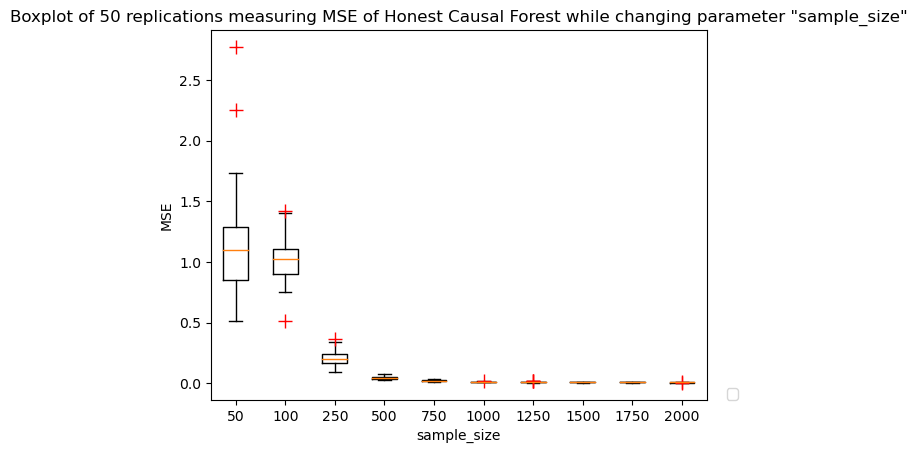 Boxplot of 50 replications measuring MSE of Honest Causal Forest while changing parameter "sample_size"
2.5
2.0
1.5
1.0
0.5
0.0
MSE
50 100 250 500 750 1000 1250 1500 1750 2000
sample_size